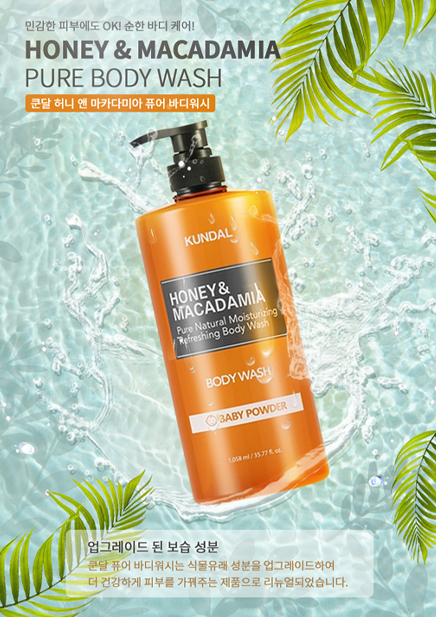 민감한 피부에도 OK! 순한 바디 케어!
HONEY & MACADAMIA
PURE BODY WASH
쿤달 허니 앤 마카다미아 퓨어 바디워시
KUNDAL
HONEY&
MACADAMIA
Pure Natural Moisturizing
Refreshing Body Wash
BODY WASH
BABY POWDER
1,058 ml / 35.77 fl. oz.
업그레이드 된 보습 성분
쿤달 퓨어 바디워시는 식물유래 성분을 업그레이드하여
더 건강하게 피부를 가꿔주는 제품으로 리뉴얼되었습니다.